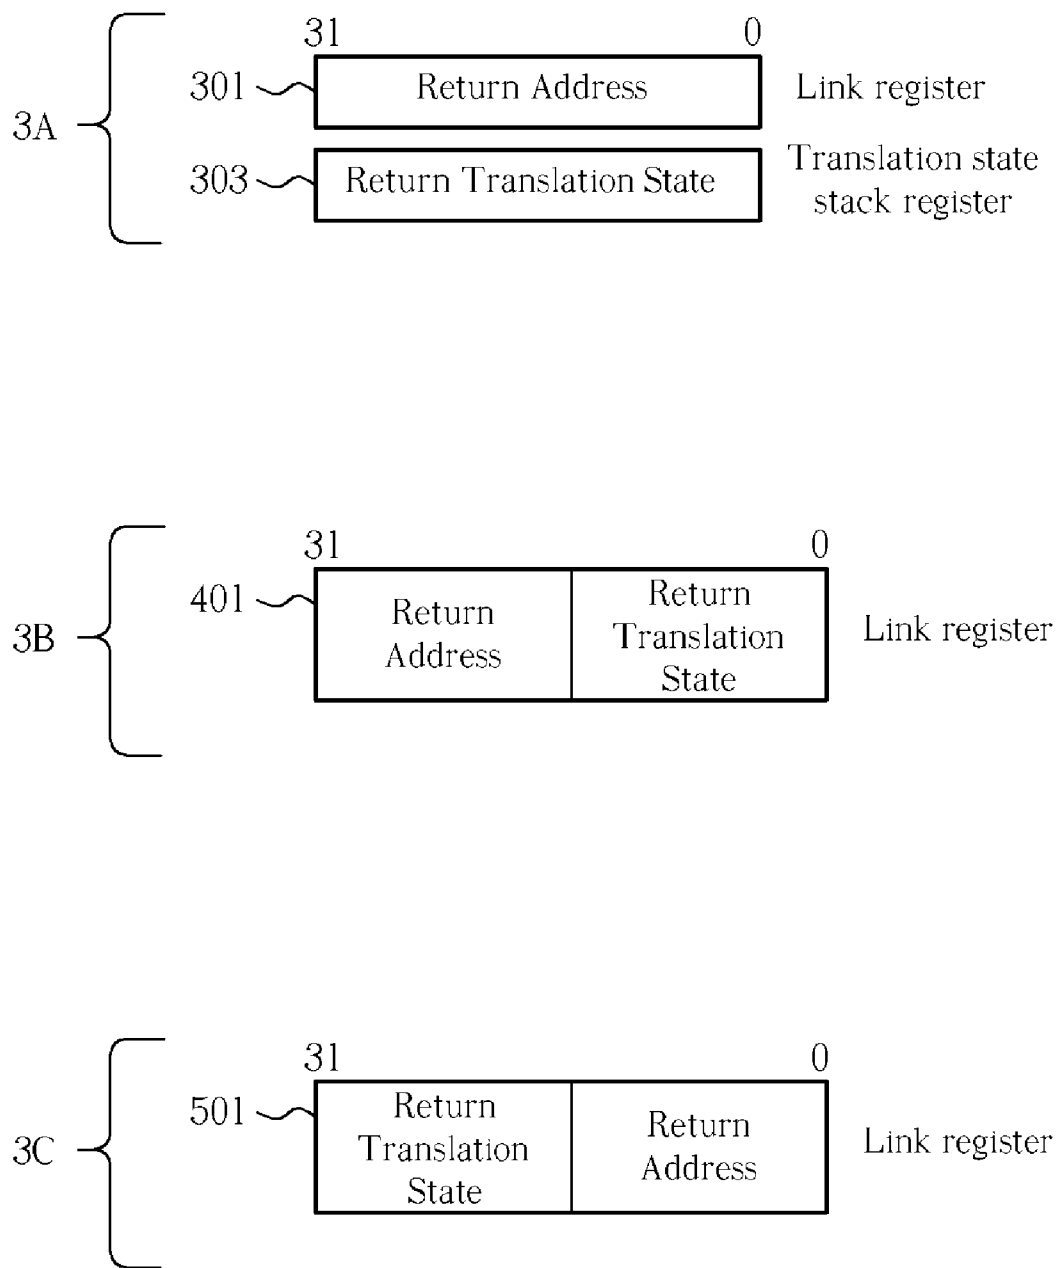 31 0
301 Return Address Link register
3A
303 Return Translation State Translation state
stack register
31 0
401 Return
Address
Return
Translation
State
Link register
3B
31 0
501 Return
Translation
State
Return
Address
Link register
3C